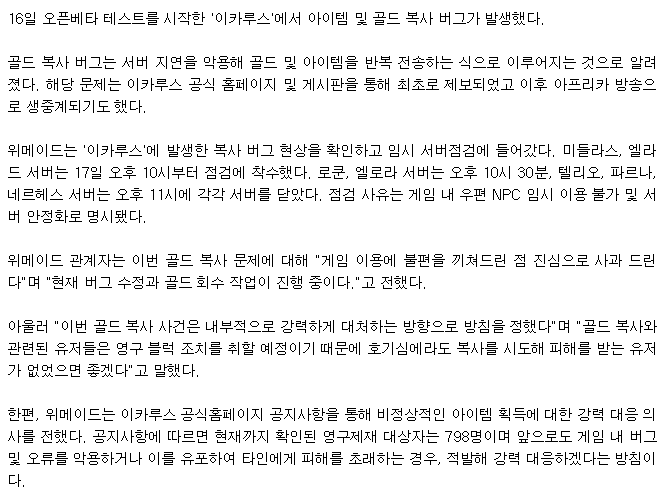 16일 오픈베타 테스트를 시작한 '이카루스'에서 아이템 및 골드 복사 버그가 발생했다.
골드 복사 버그는 서버 지연을 악용해 골드 및 아이템을 반복 전송하는 식으로 이루어지는 것으로 알려
졌다. 해당 문제는 이카루스 공식 홈페이지 및 게시판을 통해 최초로 제보되었고 이후 아프리카 방송으
로 생중계되기도 했다.
위메이드는 '이카루스'에 발생한 복사 버그 현상을 확인하고 임시 서버점검에 들어갔다. 미들라스, 엘라
드 서버는 17일 오후 10시부터 점검에 착수했다. 로쿤, 엘로라 서버는 오후 10시 30분, 텔리오, 파르나,
네르헤스 서버는 오후 11시에 각각 서버를 닫았다. 점검 사유는 게임 내 우편 NPC 임시 이용 불가 및 서
버 안정화로 명시됐다.
위메이드 관계자는 이번 골드 복사 문제에 대해 "게임 이용에 불편을 끼쳐드린 점 진심으로 사과 드린
다"며 "현재 버그 수정과 골드 회수 작업이 진행 중이다."고 전했다.
아울러 "이번 골드 복사 사건은 내부적으로 강력하게 대처하는 방향으로 방침을 정했다"며 "골드 복사와
관련된 유저들은 영구 블럭 조치를 취할 예정이기 때문에 호기심에라도 복사를 시도해 피해를 받는 유저
가 없었으면 좋겠다"고 말했다.
한편, 위메이드는 이카루스 공식홈페이지 공지사항을 통해 비정상적인 아이템 획득에 대한 강력 대응 의
사를 전했다. 공지사항에 따르면 현재까지 확인된 영구제재 대상자는 798명이며 앞으로도 게임 내 버그
및 오류를 악용하거나 이를 유포하여 타인에게 피해를 초래하는 경우, 적발해 강력 대응하겠다는 방침이
다.